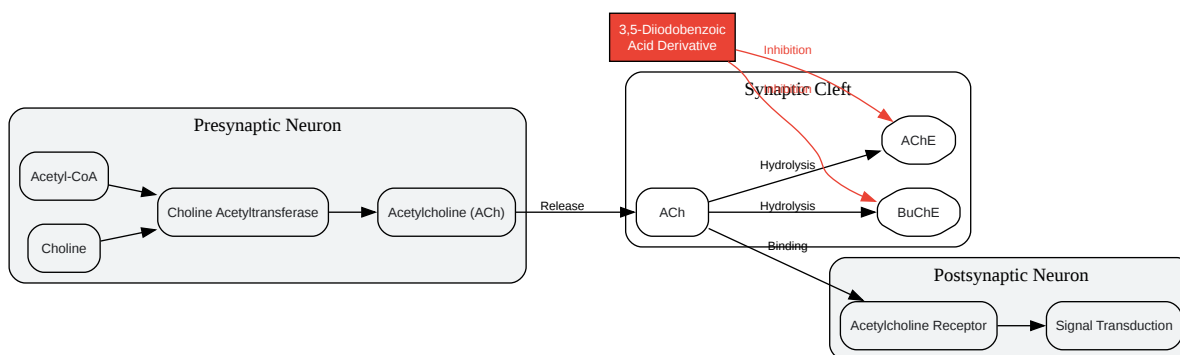 3,5-Diiodobenzoic
Acid Derivative
Inhibition
Inhibition
Synaptic Cleft
Presynaptic Neuron
AChE
Acetyl-CoA
Hydrolysis
Choline Acetyltransferase
Acetylcholine (ACh)
Release
ACh
Hydrolysis
BuChE
Choline
Binding
Postsynaptic Neuron
Acetylcholine Receptor
Signal Transduction